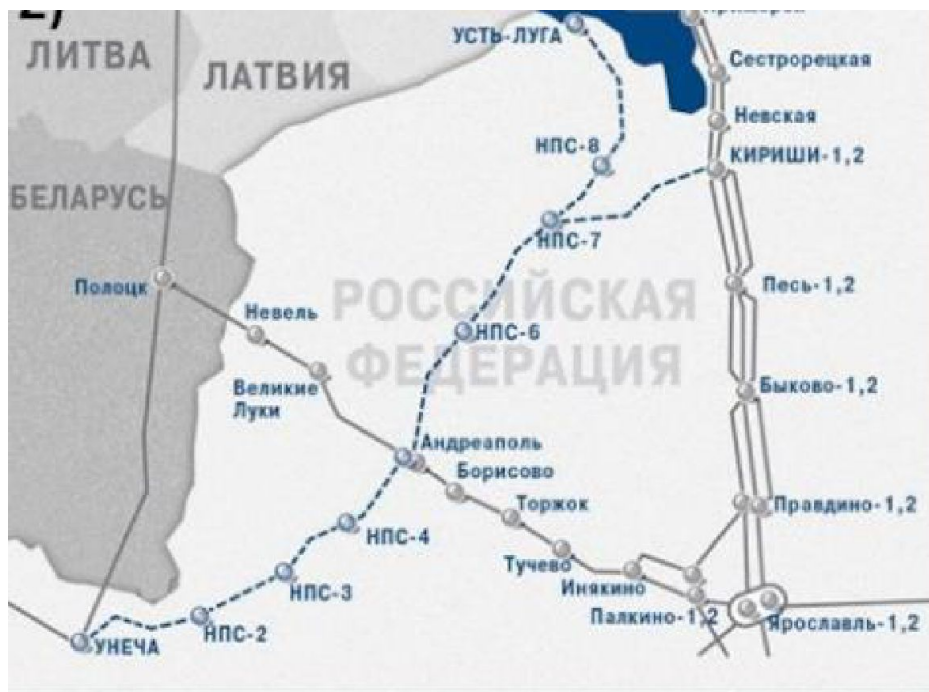 2)
УСТЬ-ЛУГА
ЛИТВА
ЛАТВИЯ
Сестрорецкая
Невская
НПС-8
КИРИШИ-1,2
БЕЛАРУСЬ
НПС-7
Полоцк
Песь-1,2
РОССИЙСКАЯ
ФЕДЕРАЦИЯ
Невель
НПС-6
Великие
Луки
Быково-1,2
Андреаполь
Борисово
Торжок
Правдино-1,2
НПС-4
Тучево
Инякино
НПС-3
Палкино-1,2
Ярославль-1,2
НПС-2
УНЕЧА